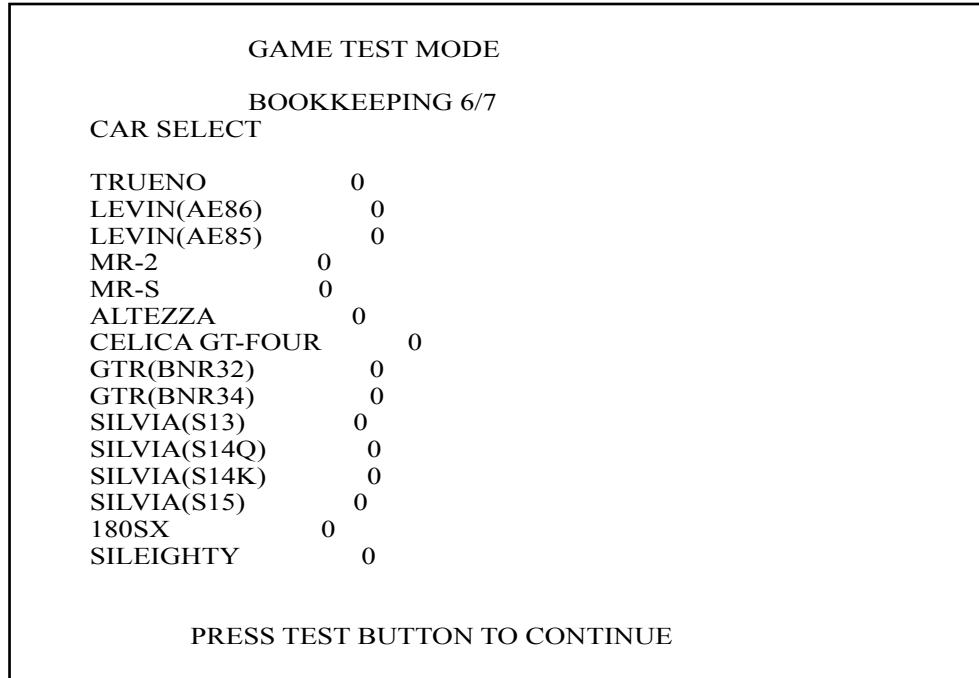 GAME TEST MODE
BOOKKEEPING 6/7
CAR SELECT
TRUENO 0
LEVIN(AE86) 0
LEVIN(AE85) 0
MR-2 0
MR-S 0
ALTEZZA 0
CELICA GT-FOUR 0
GTR(BNR32) 0
GTR(BNR34) 0
SILVIA(S13) 0
SILVIA(S14Q) 0
SILVIA(S14K) 0
SILVIA(S15) 0
180SX 0
SILEIGHTY 0
PRESS TEST BUTTON TO CONTINUE